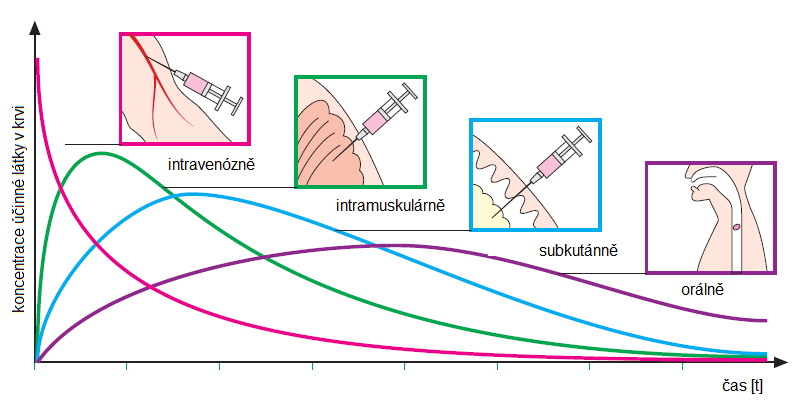 koncentrace účinné látky v krvi
intravenózně
intramuskulárně
subkutánně
orálně
čas [t]